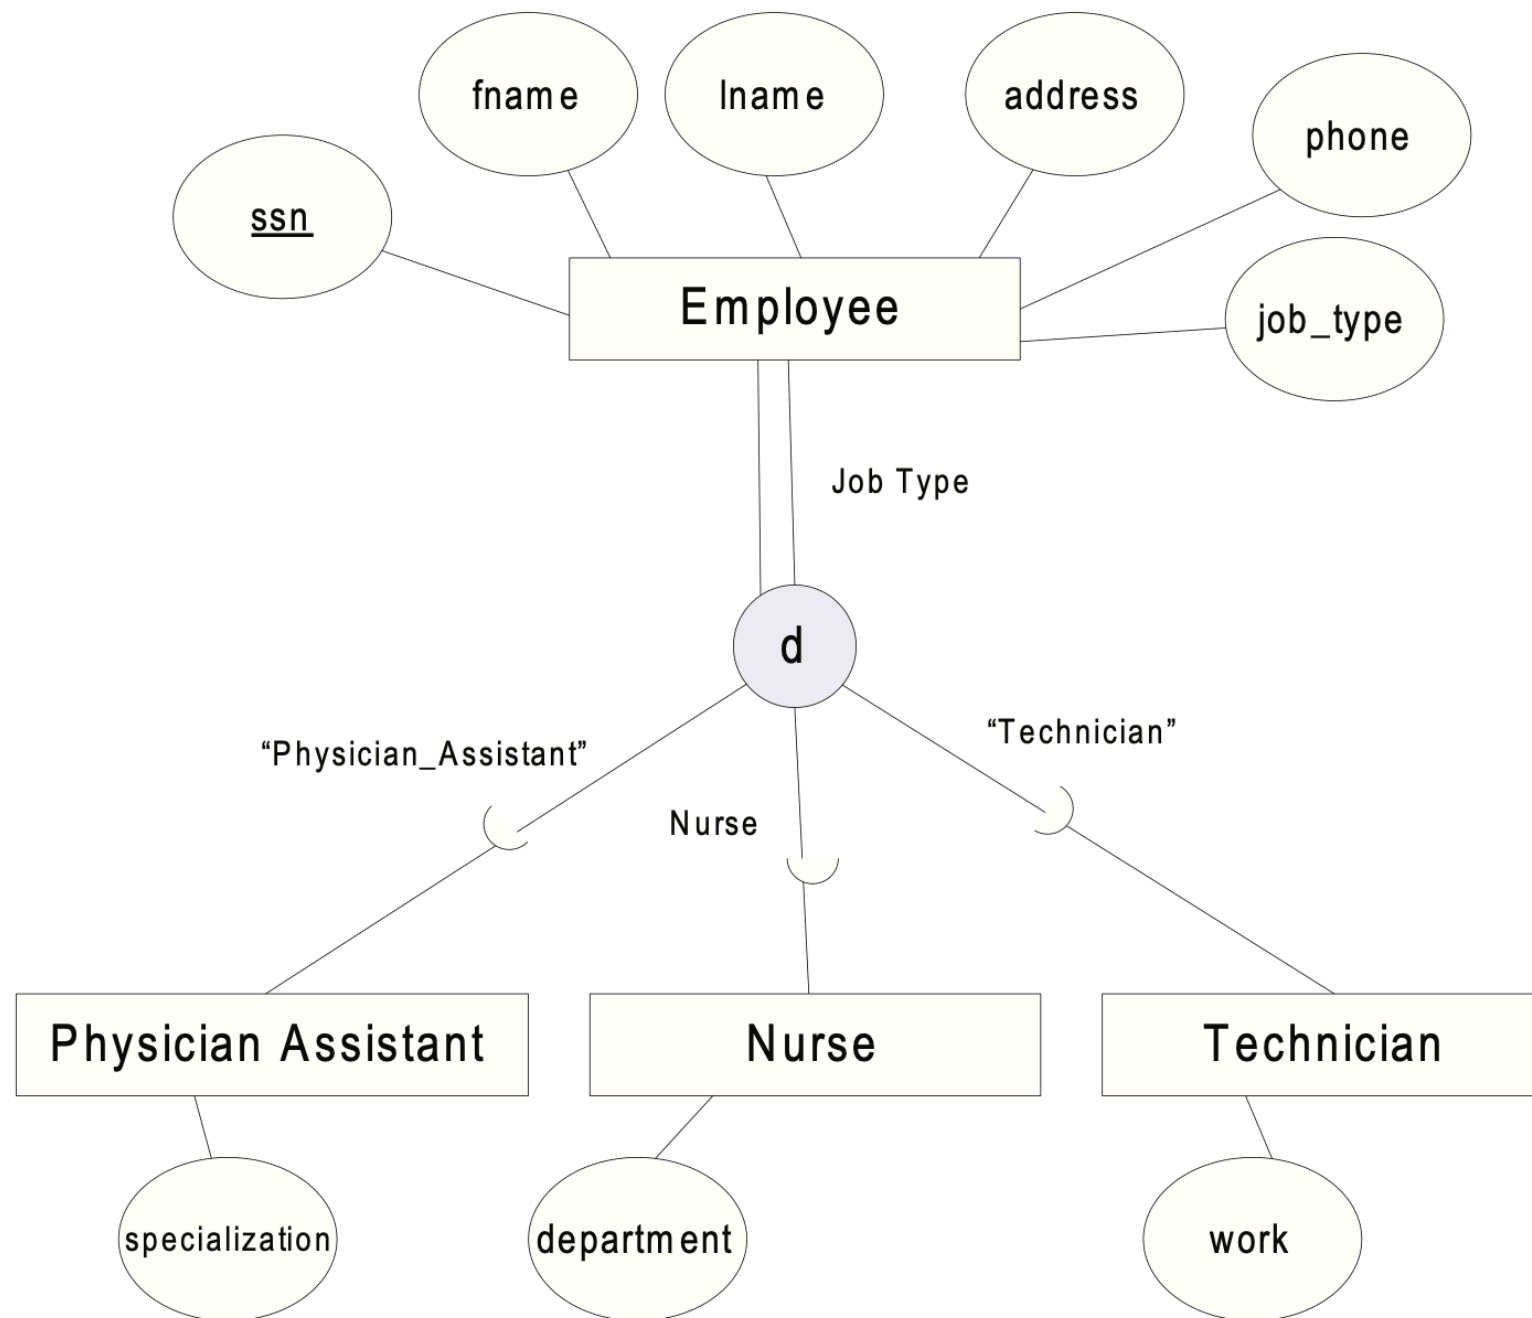 fname
lname
address
phone
ssn
Employee
job_type
Job Type
d
“Physician_Assistant”
Nurse
“Technician”
Physician Assistant
Nurse
Technician
specialization
department
work